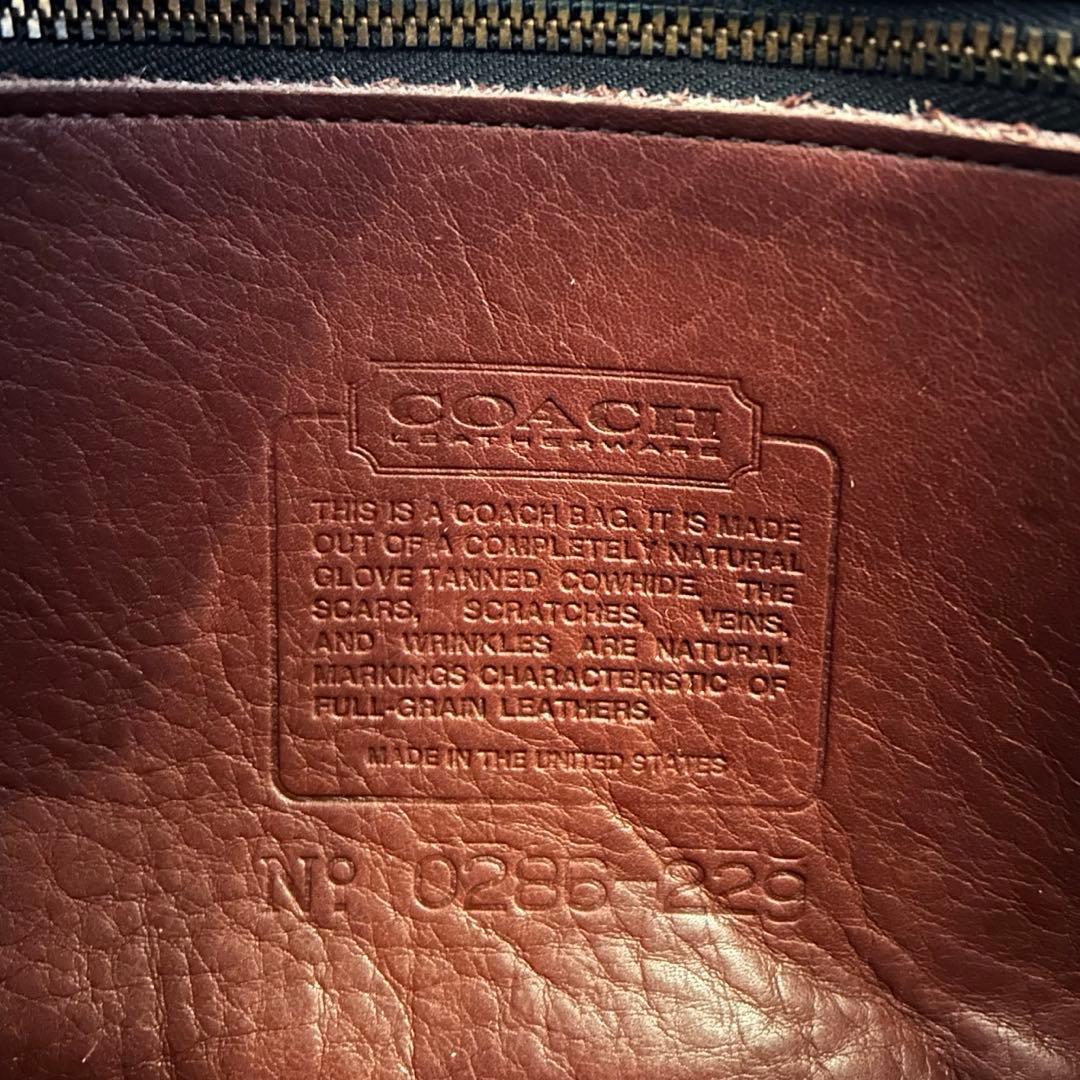 COACH
LEATHERWARE
THIS IS A COACH BAG. IT IS MADE
OUT OF A COMPLETELY NATURAL
GLOVE TANNED COWHIDE, THE
SCARS, SCRATCHES, VEINS,
AND WRINKLES ARE NATURAL
MARKINGS CHARACTERISTIC OF
FULL-GRAIN LEATHERS.
MADE IN THE UNITED STATES
Nº: 0286-229